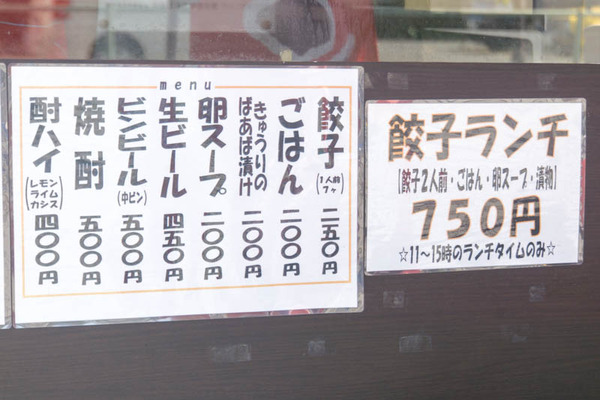 menu
餃子(1人前7ヶ)二五〇円
ごはん二〇〇円
きゅうりの
ばあば漬け二〇〇円
卵スープ二〇〇円
生ビール四五〇円
ビンビール(中ビン)五〇〇円
焼酎五〇〇円
酎ハイ(レモンライムカシス)四〇〇円
餃子ランチ
[餃子2人前・ごはん・卵スープ・漬物]
750円
☆11～15時のランチタイムのみ☆